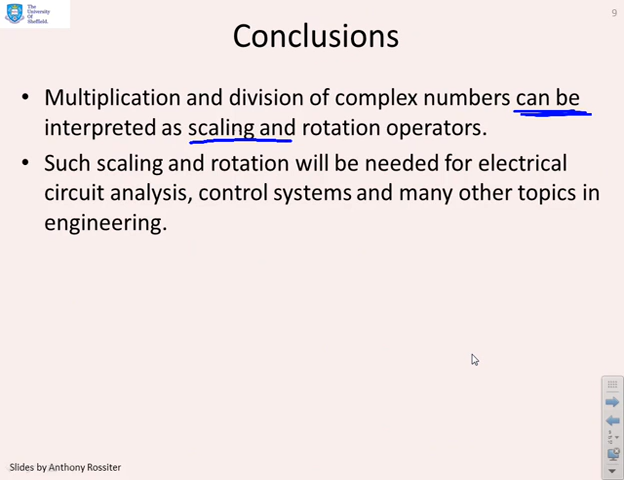 The
University
Of
Sheffield.
9
Conclusions
• Multiplication and division of complex numbers can be
interpreted as scaling and rotation operators.
• Such scaling and rotation will be needed for electrical
circuit analysis, control systems and many other topics in
engineering.
Slides by Anthony Rossiter